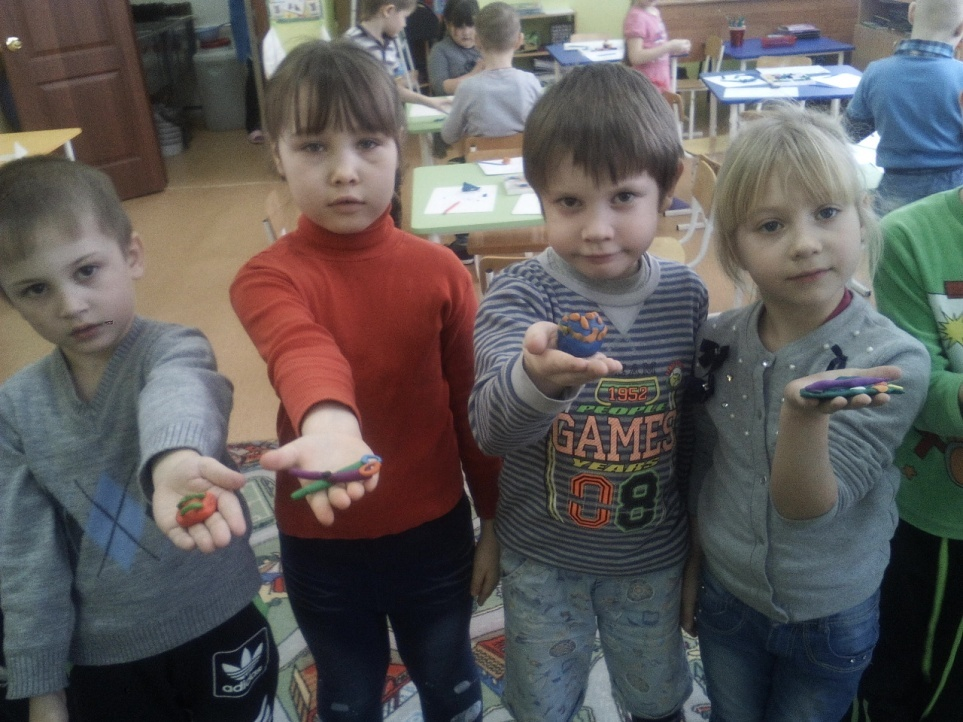 1952
PEOPLE
GAMES
YEARS
08
adidas